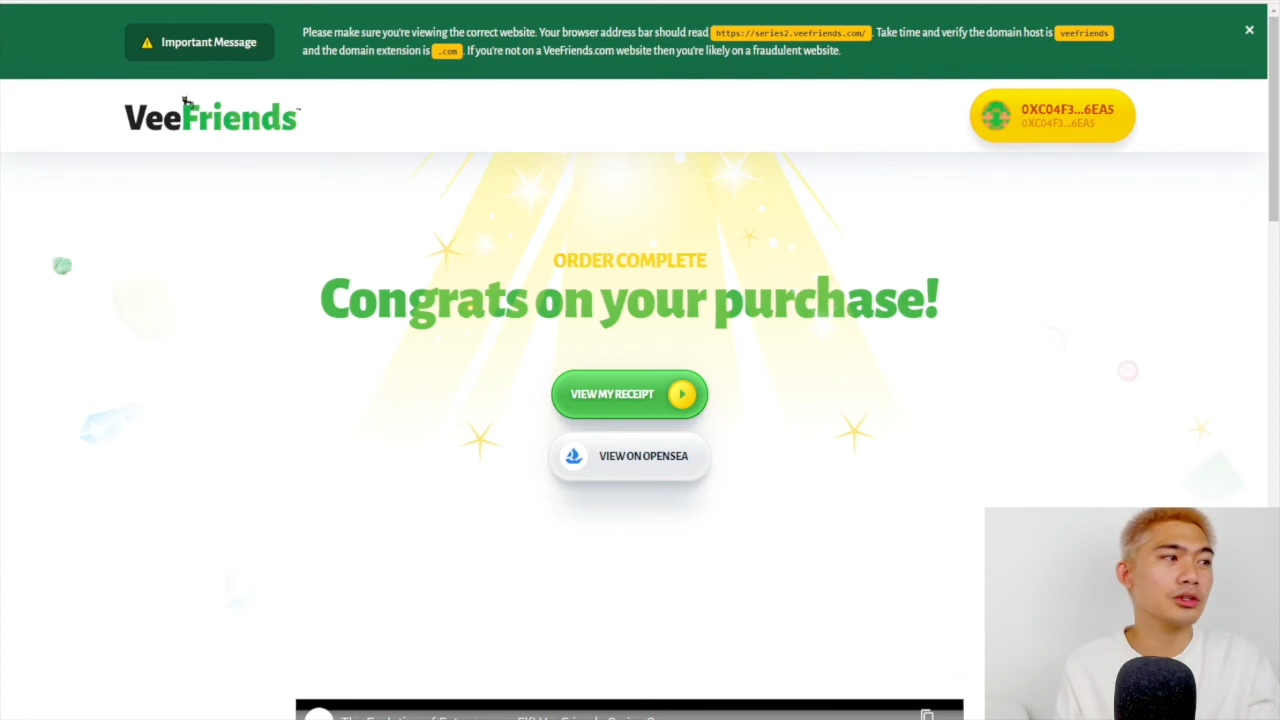 Important Message
Please make sure you're viewing the correct website. Your browser address bar should read https://series2.veefriends.com/ . Take time and verify the domain host is veefriends
and the domain extension is .com . If you're not on a VeeFriends.com website then you're likely on a fraudulent website.
VeeFriends™
0XC04F3...6EA5
0XC04F3...6EA5
ORDER COMPLETE
Congrats on your purchase!
VIEW MY RECEIPT
VIEW ON OPENSEA